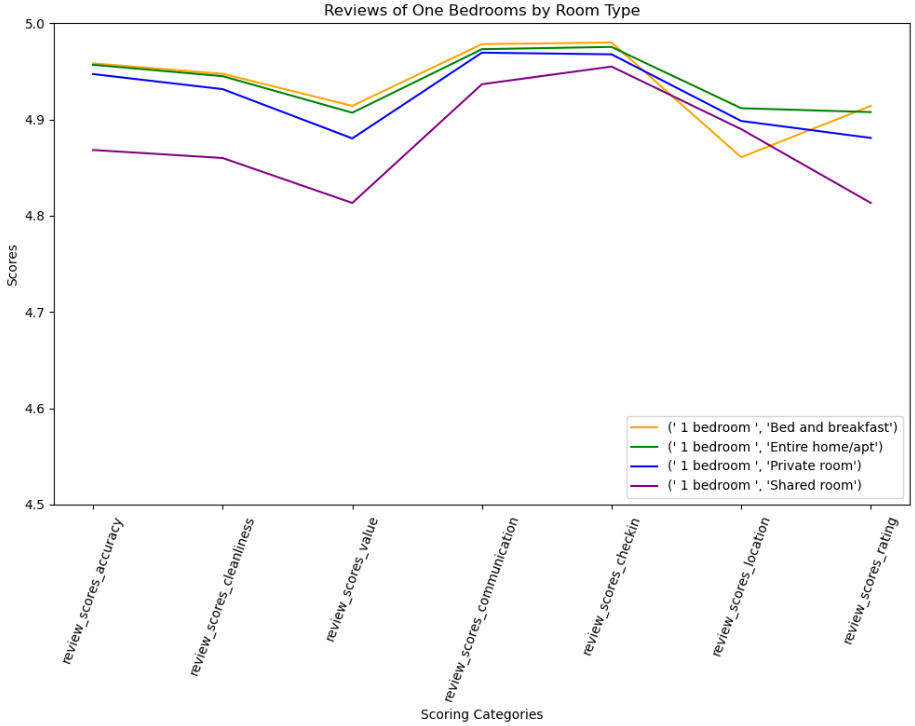 Reviews of One Bedrooms by Room Type
5.0
4.9
4.8
4.7
4.6
4.5
Scores
(' 1 bedroom ', 'Bed and breakfast')
(' 1 bedroom ', 'Entire home/apt')
(' 1 bedroom ', 'Private room')
(' 1 bedroom ', 'Shared room')
review_scores_accuracy
review_scores_cleanliness
review_scores_value
review_scores_communication
review_scores_checkin
review_scores_location
review_scores_rating
Scoring Categories